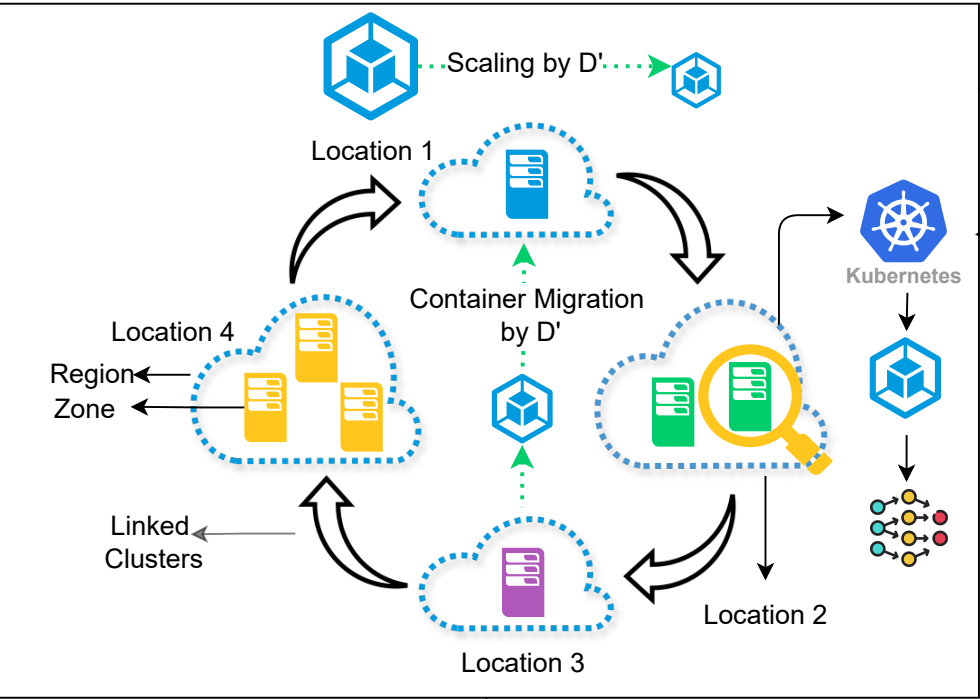 Scaling by D'
Location 1
Kubernetes
Container Migration
by D'
Location 4
Region
Zone
Linked
Clusters
Location 2
Location 3